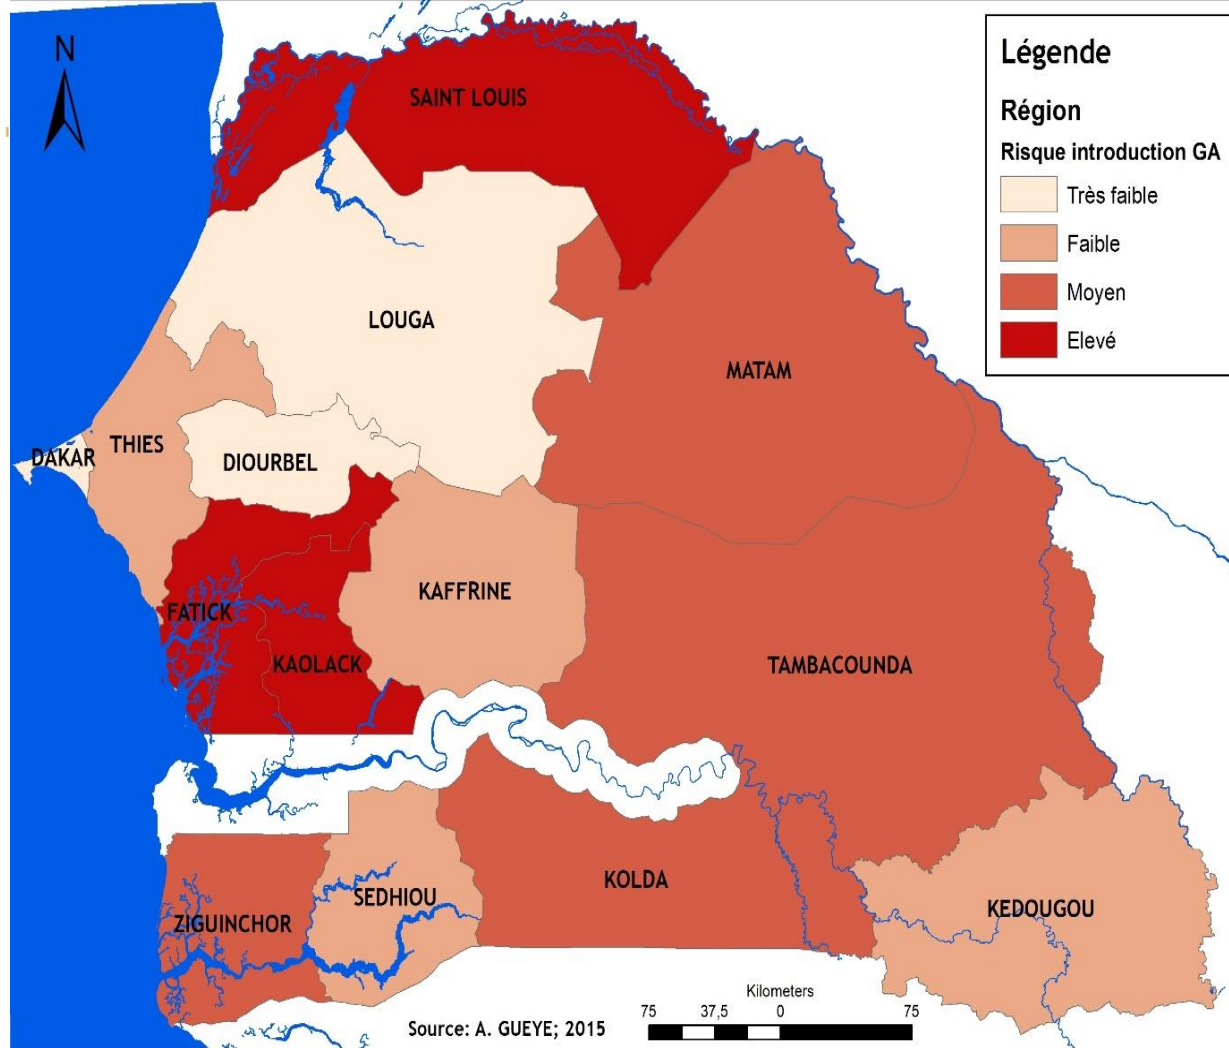 N
SAINT LOUIS
LOUGA
MATAM
DAKAR
THIES
DIOURBEL
KAFFRINE
FATICK
KAOLACK
TAMBACOUNDA
SEDHIOU
KOLDA
ZIGUINCHOR
KEDOUGOU
Légende
Région
Risque introduction GA
Très faible
Faible
Moyen
Elevé
Kilometers
75 37,5 0 75
Source: A. GUEYE; 2015